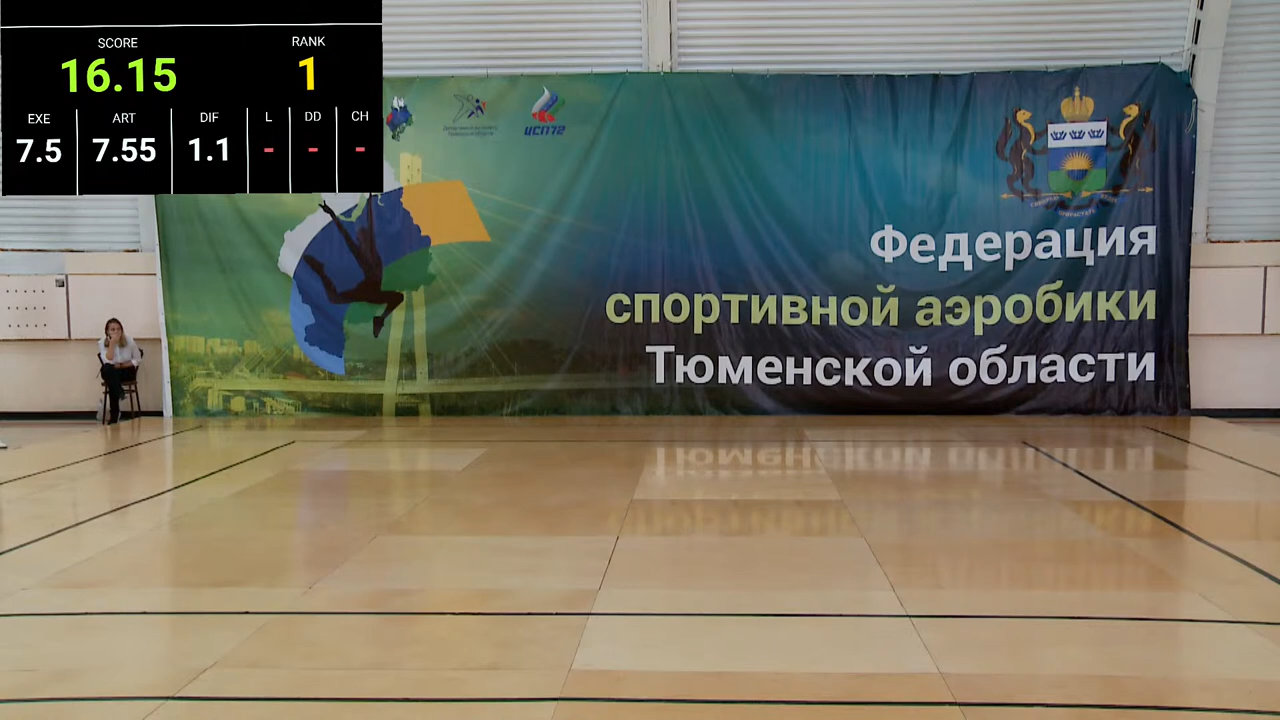 SCORE RANK
16.15 1
EXE ART DIF L DD CH
7.5 7.55 1.1 - - -
ЦСП72
Федерация
спортивной аэробики
Тюменской области